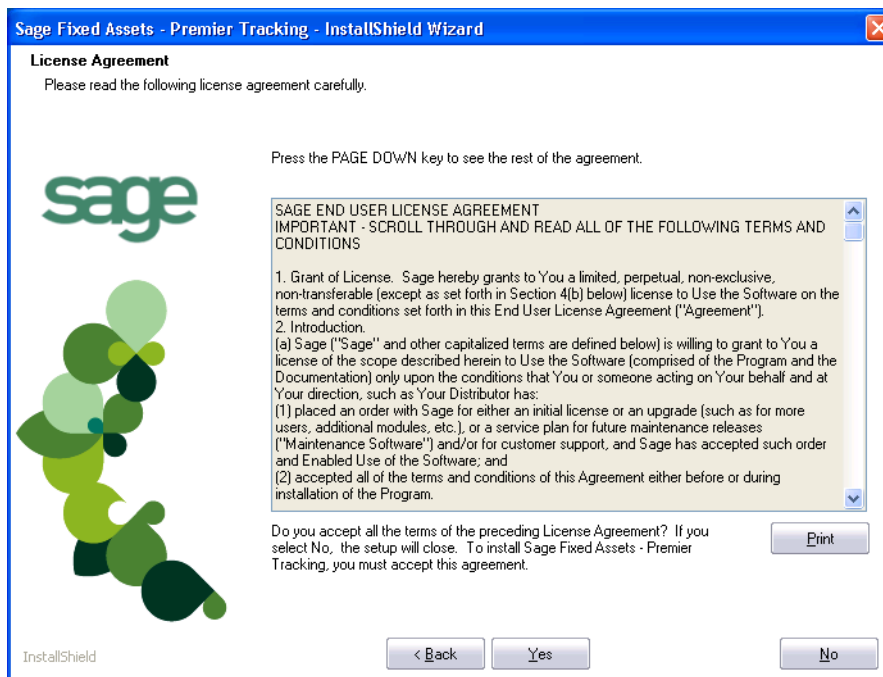 Sage Fixed Assets - Premier Tracking - InstallShield Wizard
License Agreement
Please read the following license agreement carefully.
Press the PAGE DOWN key to see the rest of the agreement.
sage
SAGE END USER LICENSE AGREEMENT
IMPORTANT - SCROLL THROUGH AND READ ALL OF THE FOLLOWING TERMS AND
CONDITIONS
1. Grant of License.  Sage hereby grants to You a limited, perpetual, non-exclusive,
non-transferable (except as set forth in Section 4(b) below) license to Use the Software on the
terms and conditions set forth in this End User License Agreement ("Agreement").
2. Introduction.
(a) Sage ("Sage" and other capitalized terms are defined below) is willing to grant to You a
license of the scope described herein to Use the Software (comprised of the Program and the
Documentation) only upon the conditions that You or someone acting on Your behalf and at
Your direction, such as Your Distributor has:
(1) placed an order with Sage for either an initial license or an upgrade (such as for more
users, additional modules, etc.), or a service plan for future maintenance releases
("Maintenance Software") and/or for customer support, and Sage has accepted such order
and Enabled Use of the Software; and
(2) accepted all of the terms and conditions of this Agreement either before or during
installation of the Program.
Do you accept all the terms of the preceding License Agreement?  If you
select No,  the setup will close.  To install Sage Fixed Assets - Premier
Tracking, you must accept this agreement.
Print
InstallShield
< Back
Yes
No